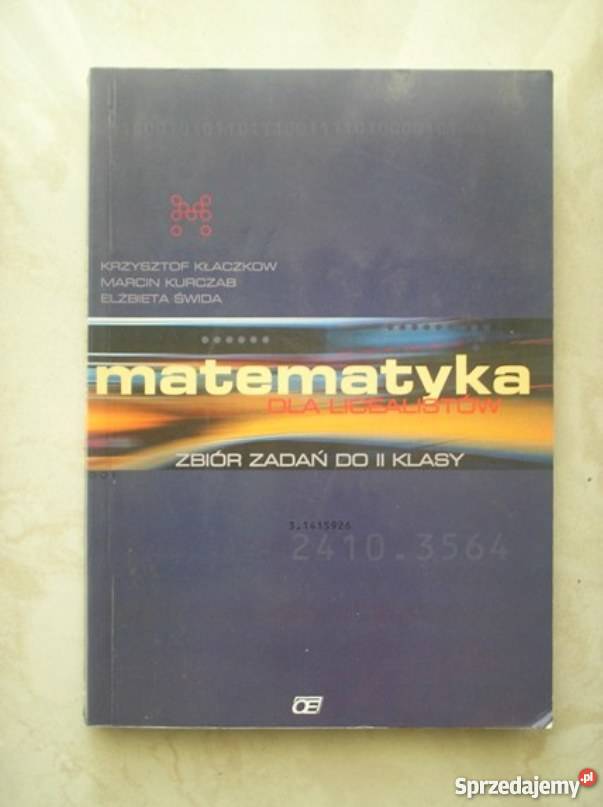 KRZYSZTOF KŁACZKOW
MARCIN KURCZAB
ELŻBIETA ŚWIDA
matematyka
DLA LICEALISTÓW
ZBIÓR ZADAŃ DO II KLASY
3.1415926
2410.3564
OE
Sprzedajemy.pl